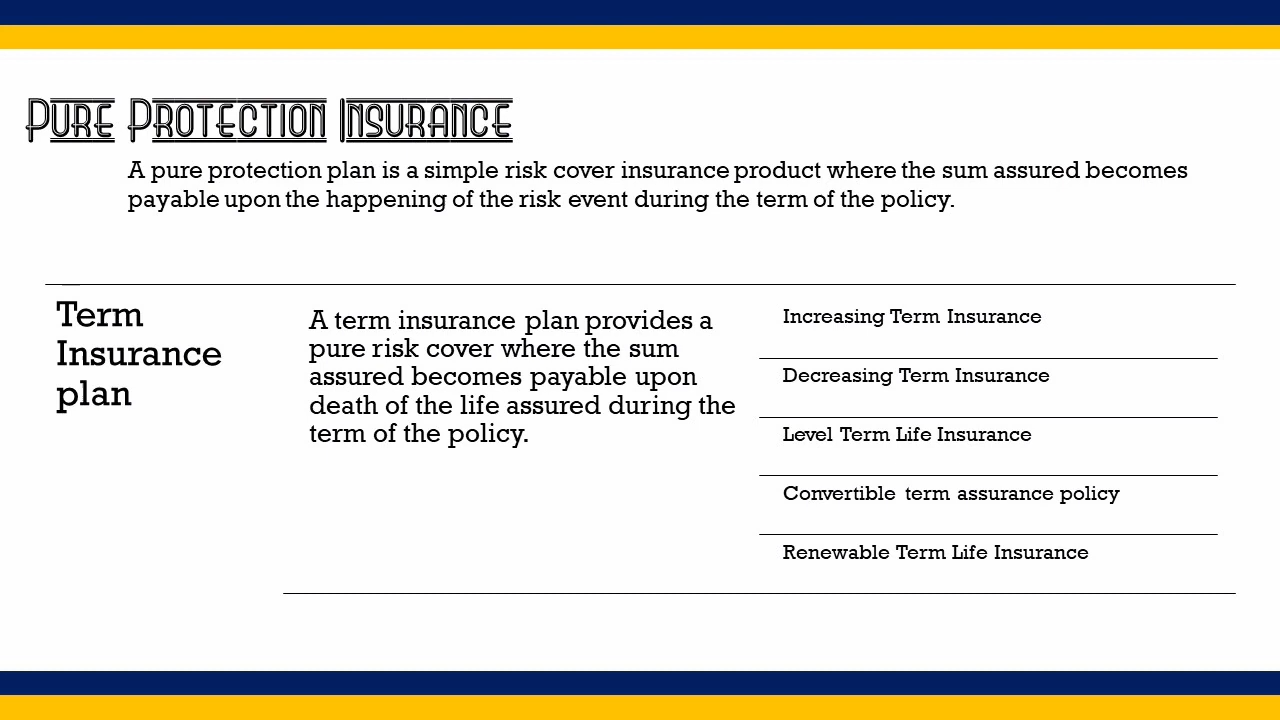 Pure Protection Insurance
A pure protection plan is a simple risk cover insurance product where the sum assured becomes
payable upon the happening of the risk event during the term of the policy.
Term
Insurance
plan
A term insurance plan provides a
pure risk cover where the sum
assured becomes payable upon
death of the life assured during the
term of the policy.
Increasing Term Insurance
Decreasing Term Insurance
Level Term Life Insurance
Convertible term assurance policy
Renewable Term Life Insurance